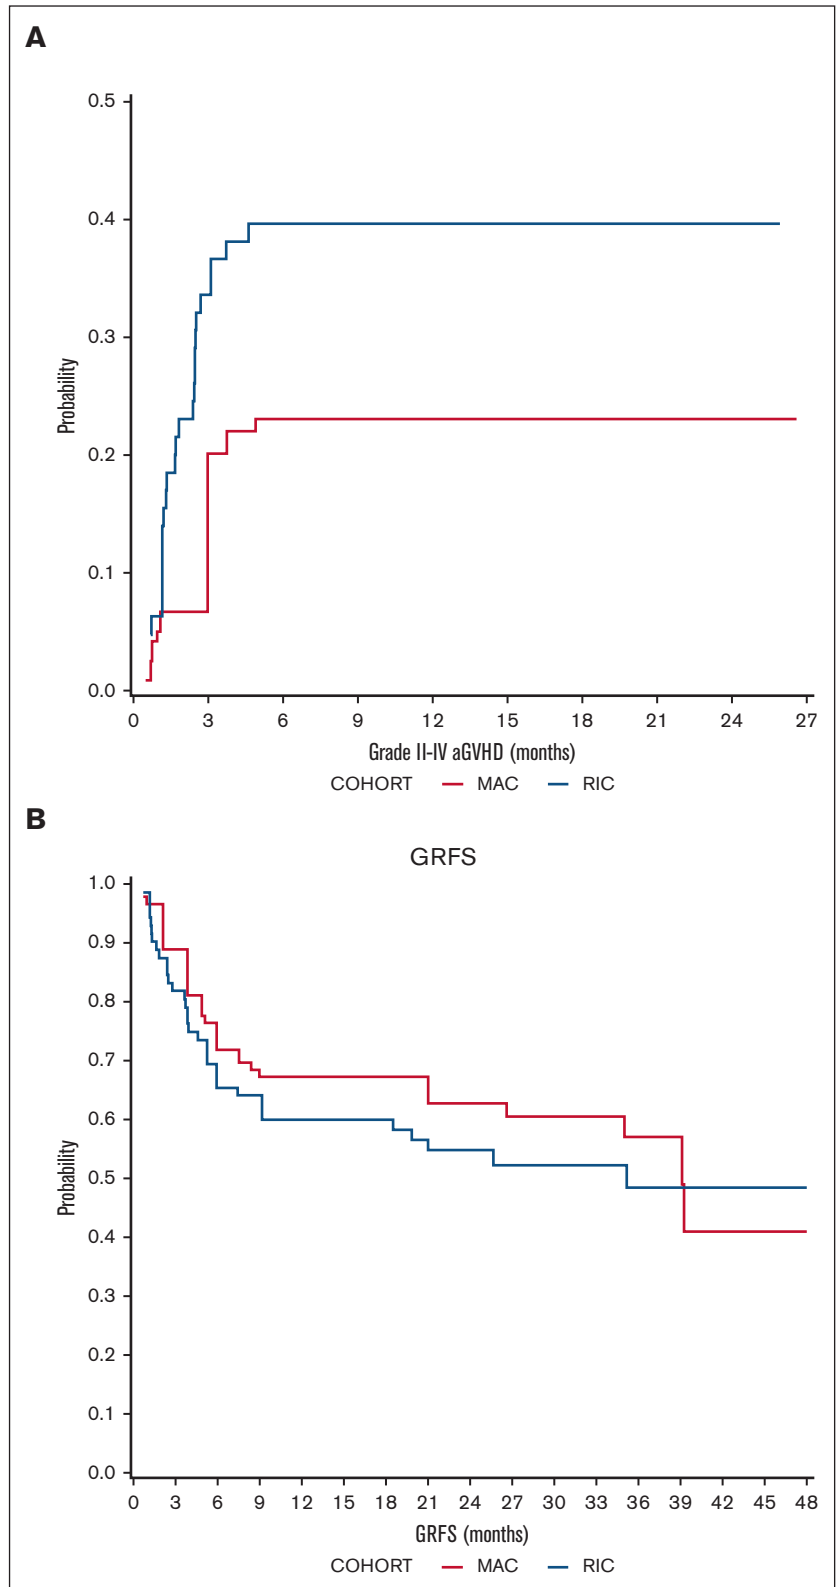 A
0.5
0.4
0.3
0.2
0.1
0.0
Probability
0 3 6 9 12 15 18 21 24 27
Grade II-IV aGVHD (months)
COHORT MAC RIC
B
GRFS
1.0
0.9
0.8
0.7
0.6
0.5
0.4
0.3
0.2
0.1
0.0
Probability
0 3 6 9 12 15 18 21 24 27 30 33 36 39 42 45 48
GRFS (months)
COHORT MAC RIC